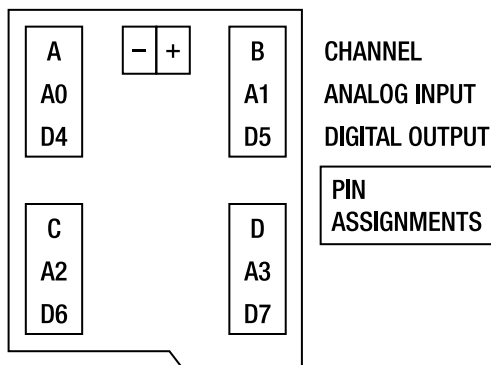 A - + B CHANNEL
A0 A1 ANALOG INPUT
D4 D5 DIGITAL OUTPUT
PIN
ASSIGNMENTS
C D
A2 A3
D6 D7